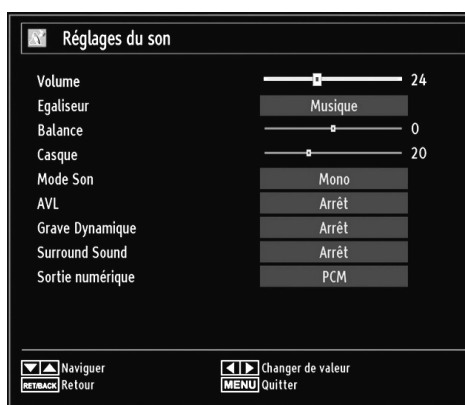 Réglages du son
Volume 24
Egaliseur Musique
Balance 0
Casque 20
Mode Son Mono
AVL Arrêt
Grave Dynamique Arrêt
Surround Sound Arrêt
Sortie numérique PCM
Naviguer Changer de valeur
RET/BACK Retour MENU Quitter